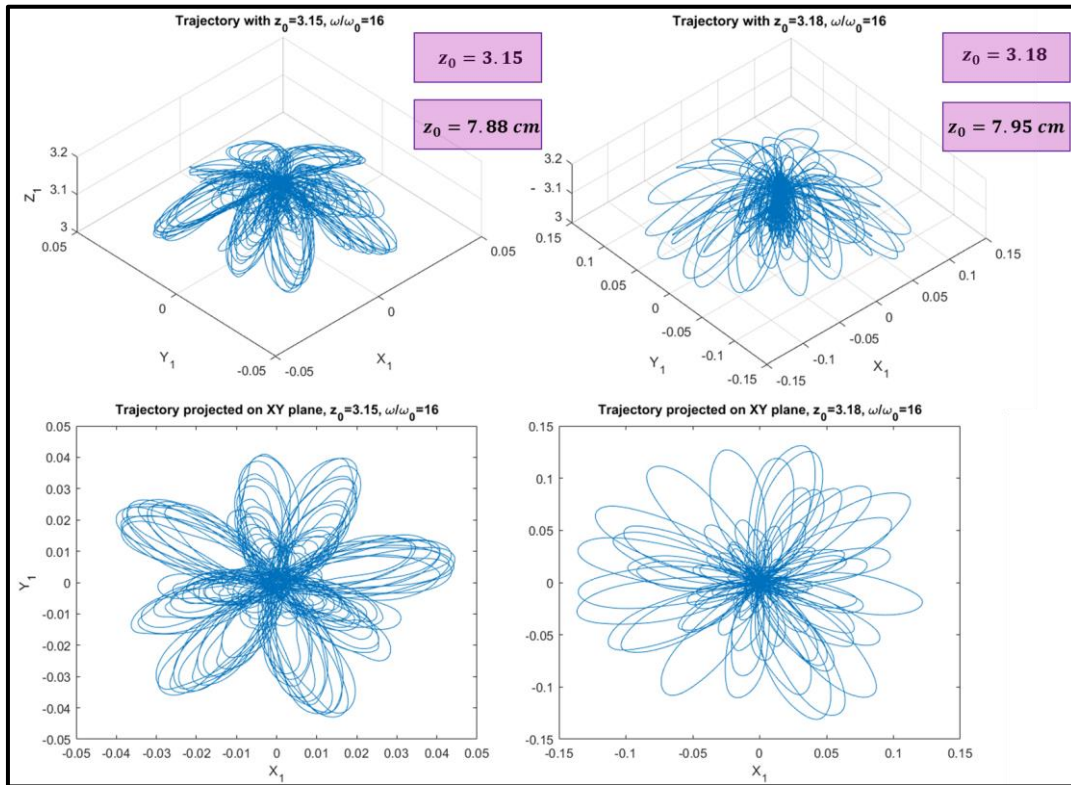 Trajectory with z₀=3.15, ω/ω₀=16
z₀ = 3.15
z₀ = 7.88 cm
3.2
3.1
3
Z₁
0.05
0
-0.05
Y₁
-0.05
0
0.05
X₁
Trajectory with z₀=3.18, ω/ω₀=16
z₀ = 3.18
z₀ = 7.95 cm
3.2
3.1
3
0.15
0.1
0.05
0
-0.05
-0.1
-0.15
Y₁
-0.15
-0.1
-0.05
0
0.05
0.1
0.15
X₁
Trajectory projected on XY plane, z₀=3.15, ω/ω₀=16
0.05
0.04
0.03
0.02
0.01
0
-0.01
-0.02
-0.03
-0.04
-0.05
Y₁
-0.05 -0.04 -0.03 -0.02 -0.01 0 0.01 0.02 0.03 0.04 0.05
X₁
Trajectory projected on XY plane, z₀=3.18, ω/ω₀=16
0.15
0.1
0.05
0
-0.05
-0.1
-0.15
-0.15 -0.1 -0.05 0 0.05 0.1 0.15
X₁